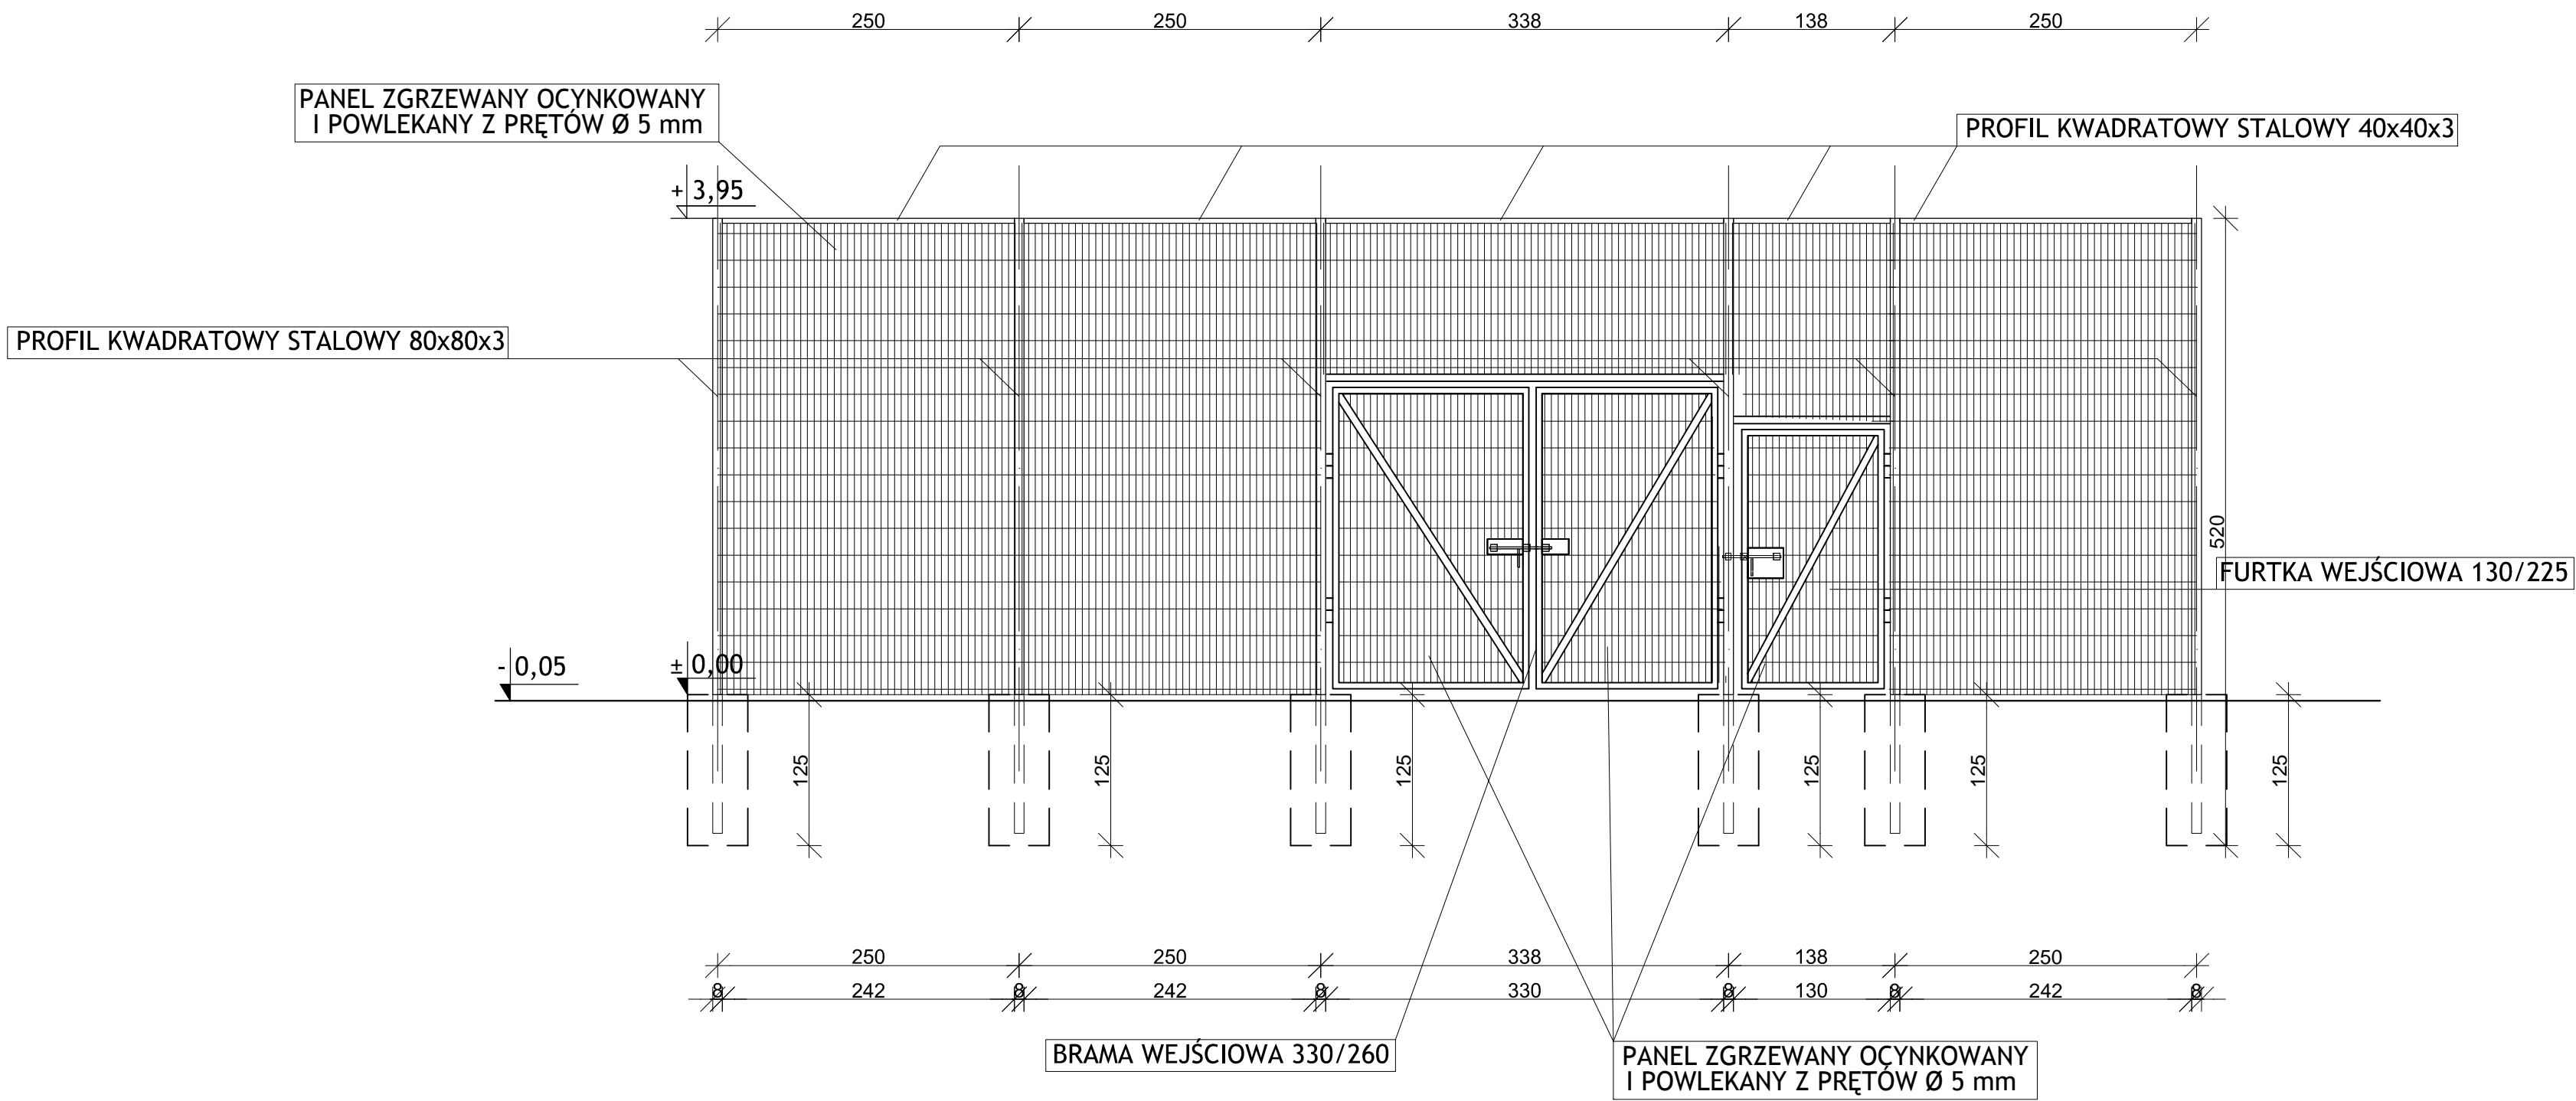 250 250 338 138 250
PANEL ZGRZEWANY OCYNKOWANY
I POWLEKANY Z PRĘTÓW Ø 5 mm
PROFIL KWADRATOWY STALOWY 40x40x3
+ 3,95
PROFIL KWADRATOWY STALOWY 80x80x3
520
FURTKA WEJŚCIOWA 130/225
- 0,05
± 0,00
125 125 125 125 125 125
250 250 338 138 250
8 242 8 242 8 330 8 130 8 242 8
BRAMA WEJŚCIOWA 330/260
PANEL ZGRZEWANY OCYNKOWANY
I POWLEKANY Z PRĘTÓW Ø 5 mm